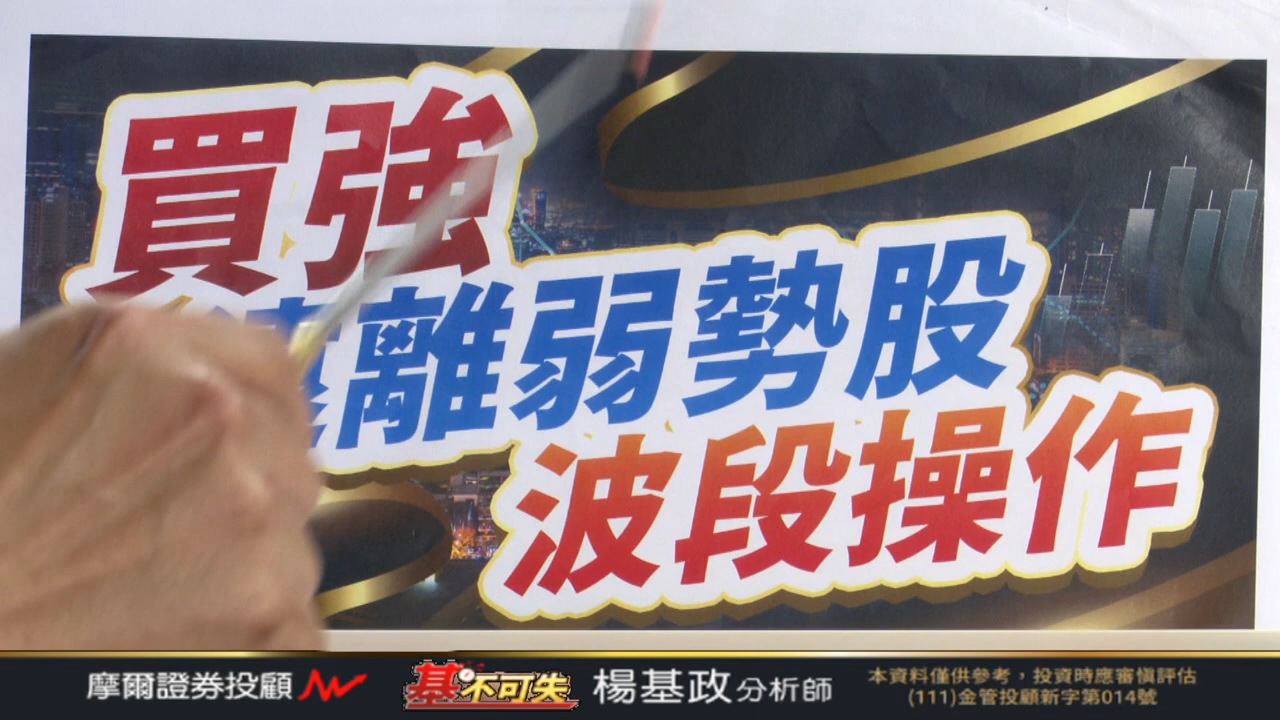 買強
遠離弱勢股
波段操作
摩爾證券投顧
基不可失
楊基政分析師
本資料僅供參考，投資時應審慎評估
(111)金管投顧新字第014號